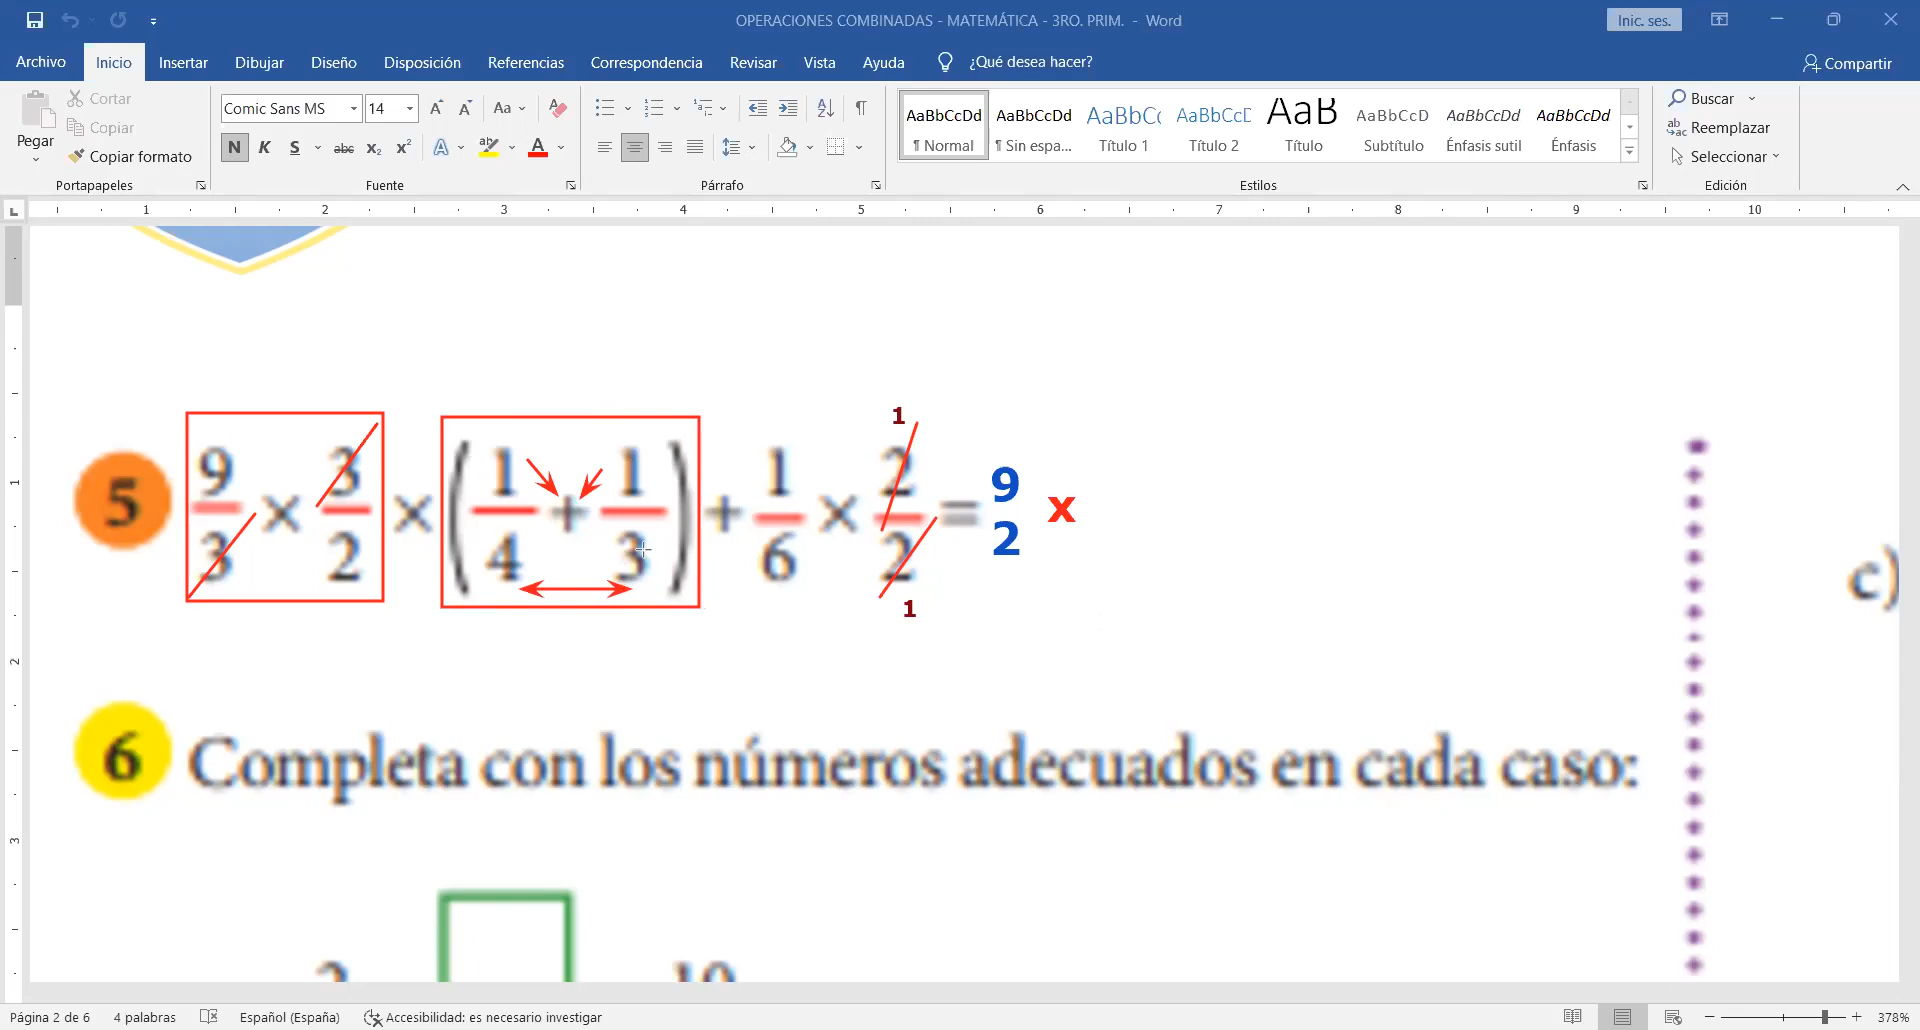 OPERACIONES COMBINADAS - MATEMÁTICA - 3RO. PRIM. - Word
Inic. ses.
Archivo Inicio Insertar Dibujar Diseño Disposición Referencias Correspondencia Revisar Vista Ayuda ¿Qué desea hacer? Compartir
Pegar
Cortar
Copiar
Copiar formato
Portapapeles
Comic Sans MS 14
N K S abc x₂ x²
Fuente
Párrafo
AaBbCcDd ¶ Normal
AaBbCcDd ¶ Sin espa...
AaBbCc Título 1
AaBbCcD Título 2
AaB Título
AaBbCcD Subtítulo
AaBbCcDd Énfasis sutil
AaBbCcDd Énfasis
Estilos
Buscar
Reemplazar
Seleccionar
Edición
1 2 3 4 5 6 7 8 9 10
1
5 9/3 × 3/2 × (1/4 + 1/3) + 1/6 × 2/2 = 9/2 x
1
c)
6 Completa con los números adecuados en cada caso:
Página 2 de 6 4 palabras Español (España) Accesibilidad: es necesario investigar 378%